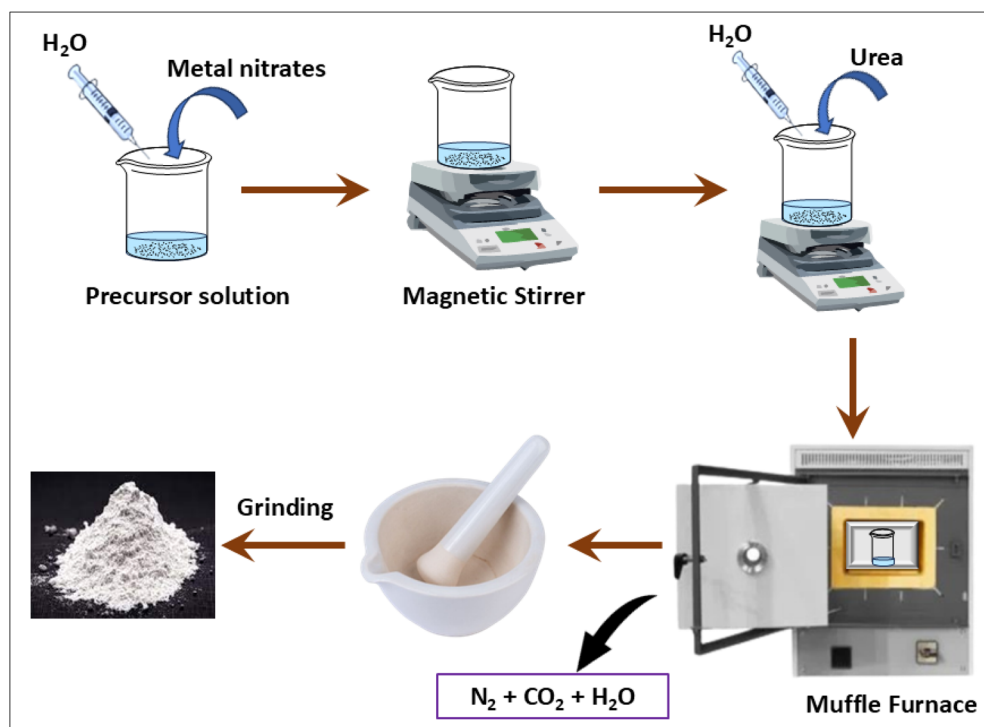 H₂O
Metal nitrates
Precursor solution
Magnetic Stirrer
H₂O
Urea
Grinding
N₂ + CO₂ + H₂O
Muffle Furnace